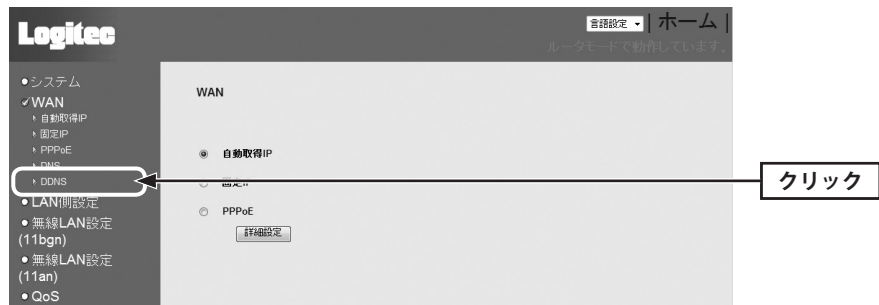 Logitec
言語設定 | ホーム |
ルータモードで動作しています。
システム
WAN
自動取得IP
固定IP
PPPoE
DNS
DDNS
LAN側設定
無線LAN設定
(11bgn)
無線LAN設定
(11an)
QoS
WAN
自動取得IP
固定IP
PPPoE
詳細設定
クリック